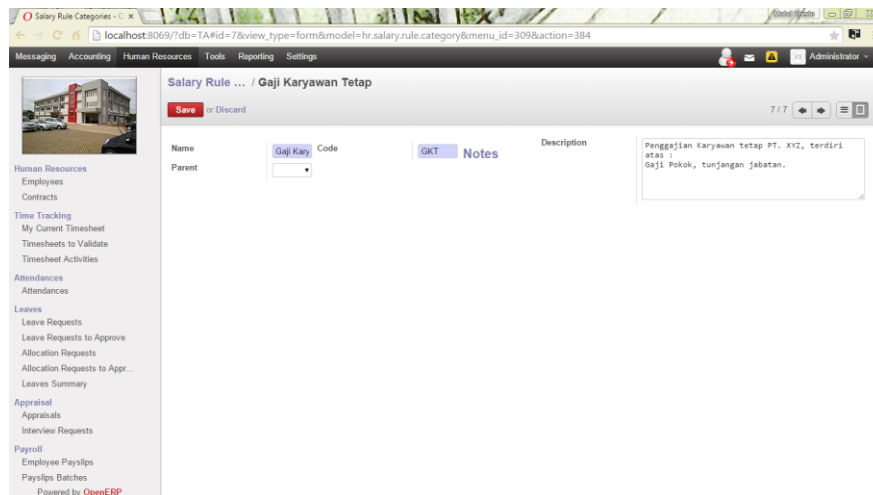 Salary Rule Categories - O
localhost:8069/?db=TA#id=7&view_type=form&model=hr.salary.rule.category&menu_id=309&action=384
Messaging Accounting Human Resources Tools Reporting Settings Administrator
Salary Rule ... / Gaji Karyawan Tetap
Save or Discard 7 / 7
Name Gaji Kary Code GKT Notes Description
Parent
Penggajian Karyawan tetap PT. XYZ, terdiri
atas :
Gaji Pokok, tunjangan jabatan.
Human Resources
Employees
Contracts
Time Tracking
My Current Timesheet
Timesheets to Validate
Timesheet Activities
Attendances
Attendances
Leaves
Leave Requests
Leave Requests to Approve
Allocation Requests
Allocation Requests to Appr...
Leaves Summary
Appraisal
Appraisals
Interview Requests
Payroll
Employee Payslips
Payslips Batches
Powered by OpenERP